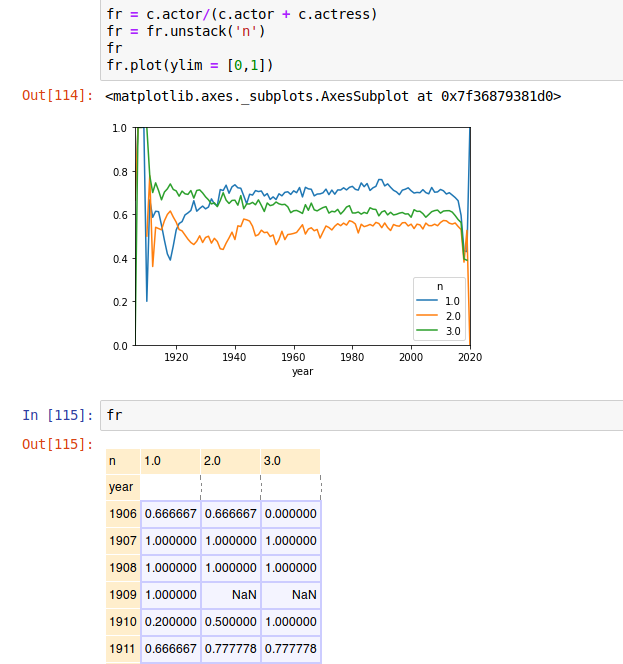 fr = c.actor/(c.actor + c.actress)
fr = fr.unstack('n')
fr
fr.plot(ylim = [0,1])
Out[114]: <matplotlib.axes._subplots.AxesSubplot at 0x7f36879381d0>
1.0
0.8
0.6
0.4
0.2
0.0
n
1.0
2.0
3.0
1920 1940 1960 1980 2000 2020
year
In [115]: fr
Out[115]:
n 1.0 2.0 3.0
year
1906 0.666667 0.666667 0.000000
1907 1.000000 1.000000 1.000000
1908 1.000000 1.000000 1.000000
1909 1.000000 NaN NaN
1910 0.200000 0.500000 1.000000
1911 0.666667 0.777778 0.777778